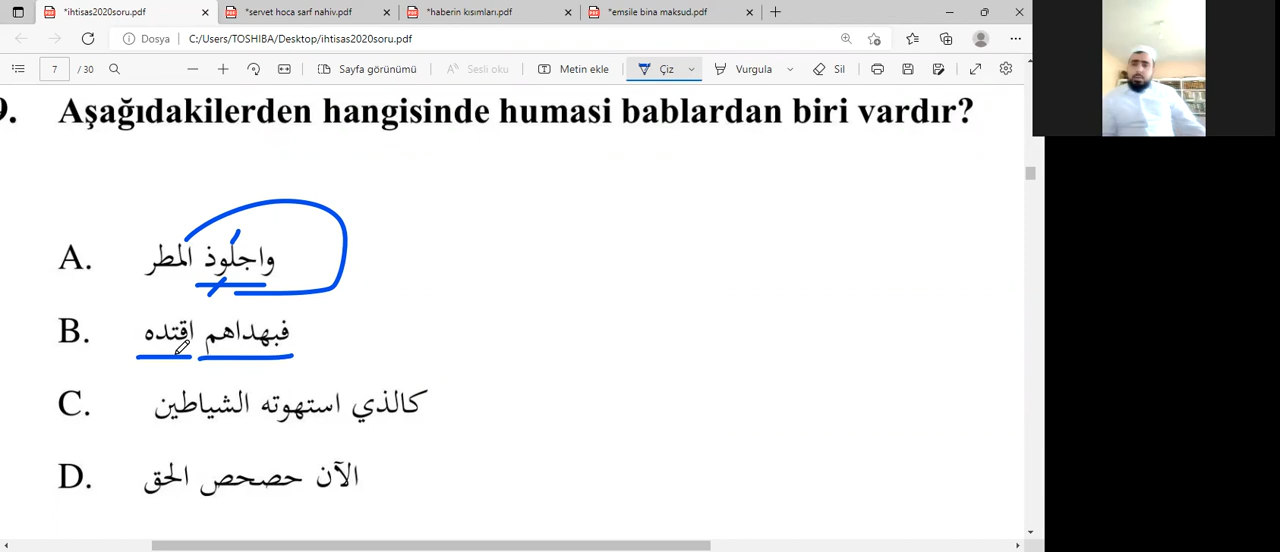 *ihtisas2020soru.pdf
*servet hoca sarf nahiv.pdf
*haberin kısımları.pdf
*emsile bina maksud.pdf
Dosya
C:/Users/TOSHIBA/Desktop/ihtisas2020soru.pdf
7 / 30
Sayfa görünümü
Sesli oku
Metin ekle
Çiz
Vurgula
Sil
9. Aşağıdakilerden hangisinde humasi bablardan biri vardır?
A. واجلوذ المطر
B. فبهداهم اقتده
C. كالذي استهوته الشياطين
D. الآن حصحص الحق